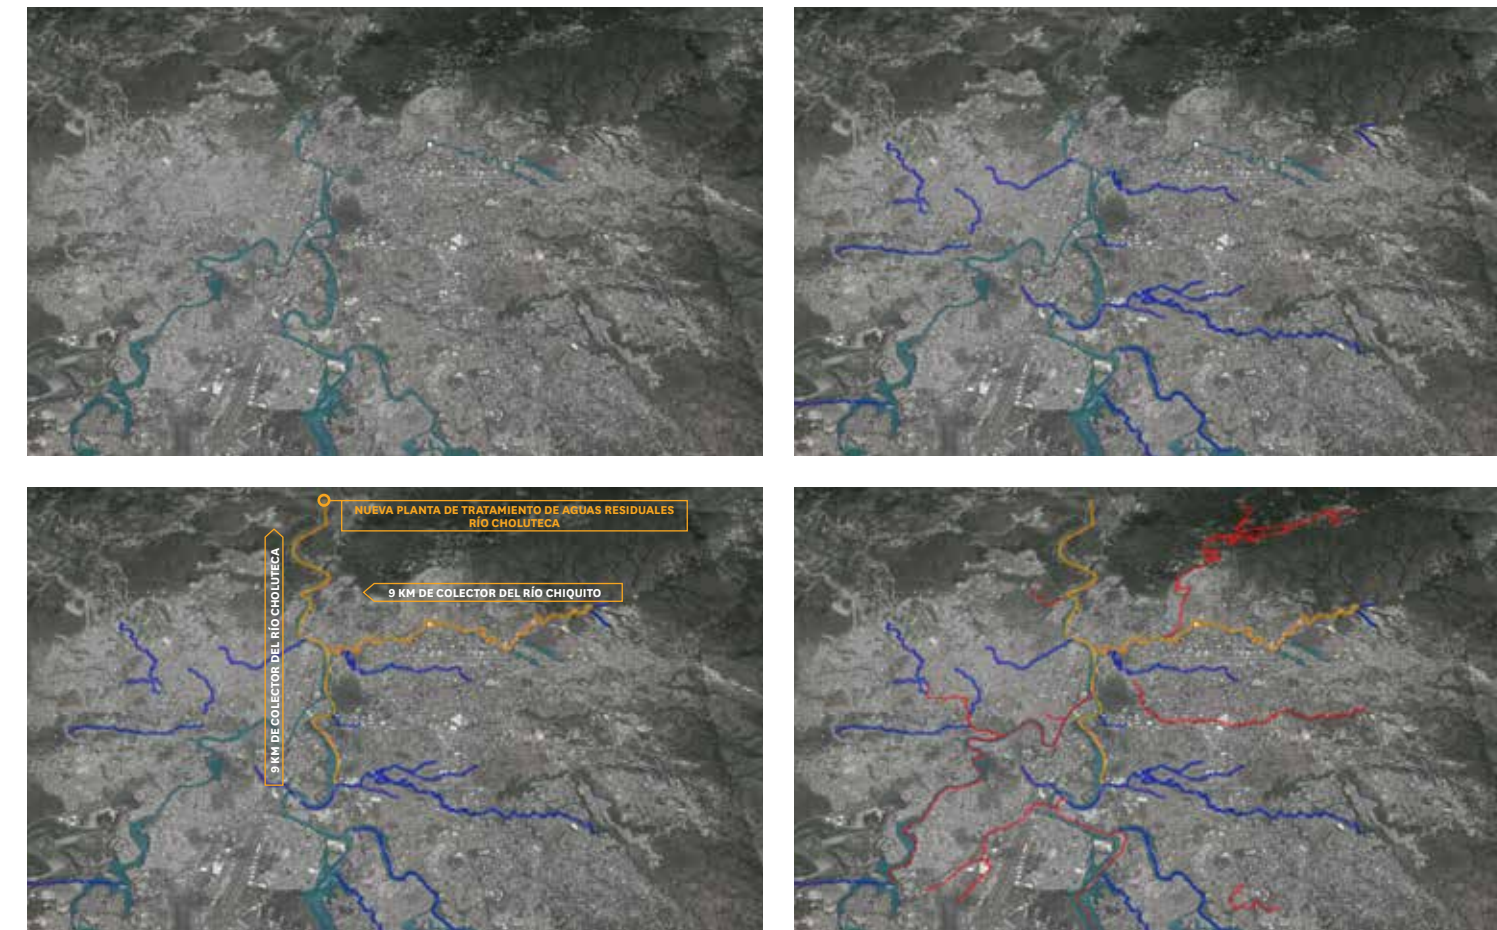 NUEVA PLANTA DE TRATAMIENTO DE AGUAS RESIDUALES
RÍO CHOLUTECA
9 KM DE COLECTOR DEL RÍO CHIQUITO
9 KM DE COLECTOR DEL RÍO CHOLUTECA